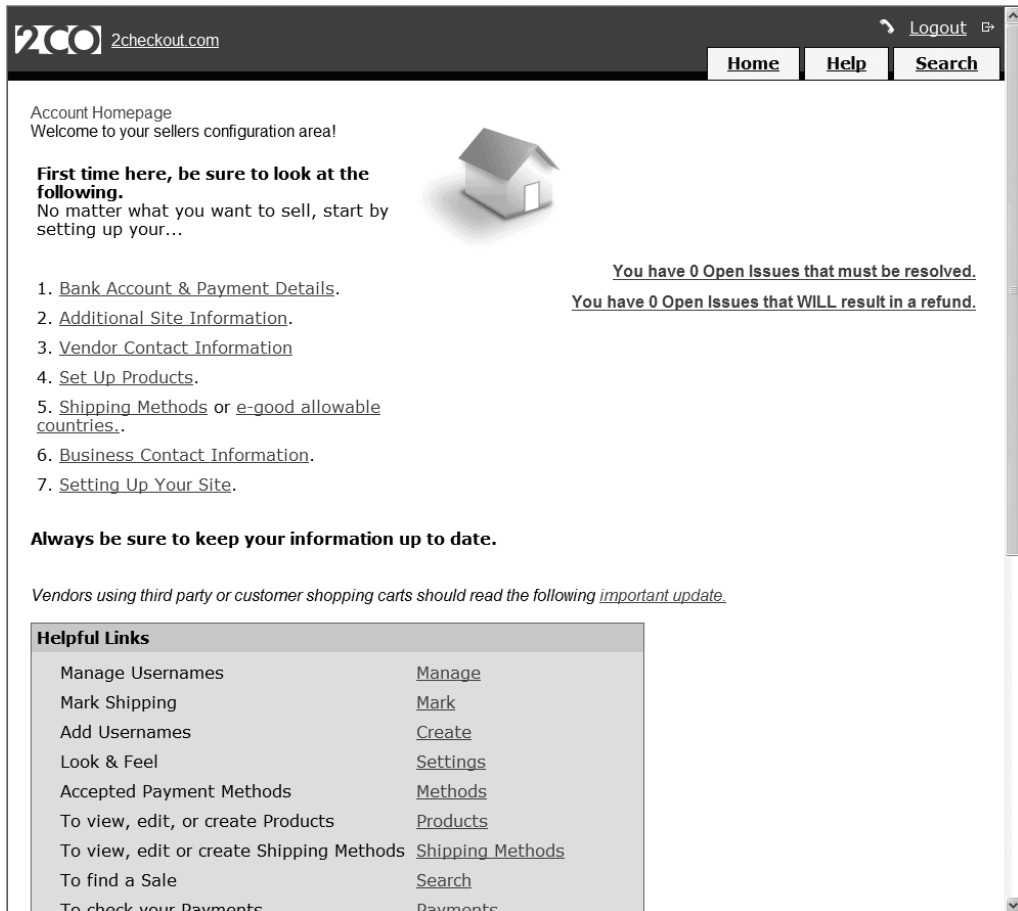 2CO 2checkout.com
Logout
Home Help Search
Account Homepage
Welcome to your sellers configuration area!
First time here, be sure to look at the
following.
No matter what you want to sell, start by
setting up your...
You have 0 Open Issues that must be resolved.
You have 0 Open Issues that WILL result in a refund.
1. Bank Account & Payment Details.
2. Additional Site Information.
3. Vendor Contact Information
4. Set Up Products.
5. Shipping Methods or e-good allowable
countries..
6. Business Contact Information.
7. Setting Up Your Site.
Always be sure to keep your information up to date.
Vendors using third party or customer shopping carts should read the following important update.
Helpful Links
Manage Usernames Manage
Mark Shipping Mark
Add Usernames Create
Look & Feel Settings
Accepted Payment Methods Methods
To view, edit, or create Products Products
To view, edit or create Shipping Methods Shipping Methods
To find a Sale Search
To check your Payments Payments